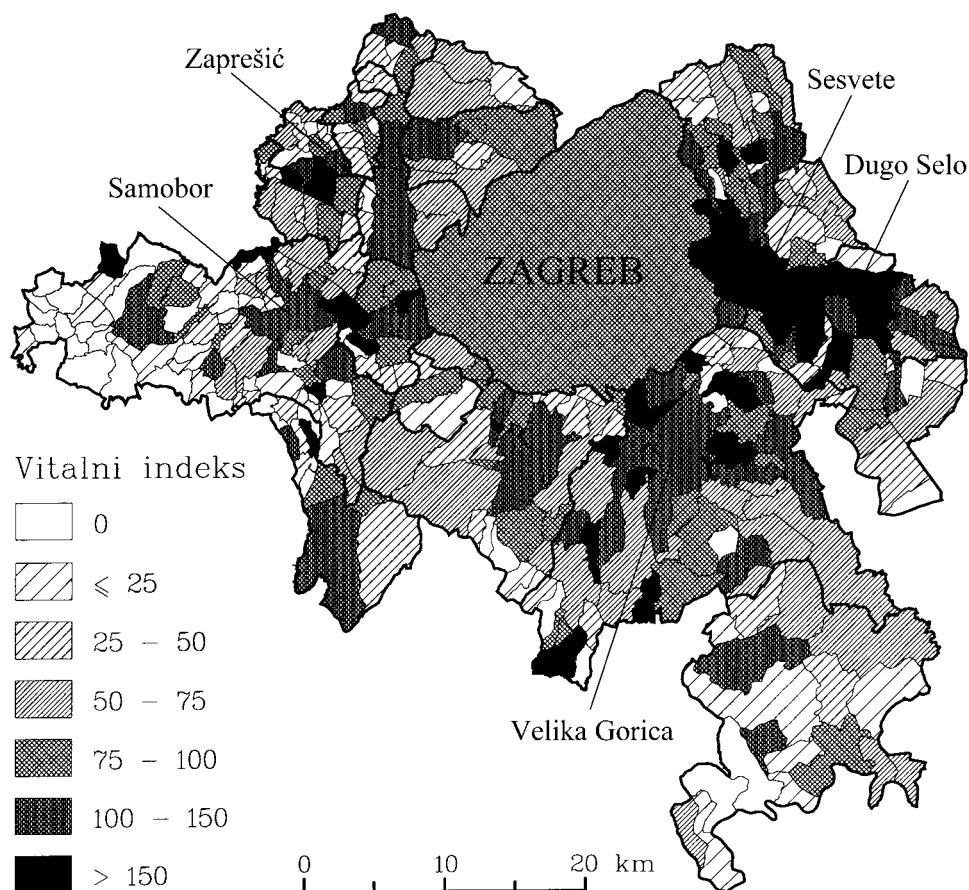 Zaprešić
Sesvete
Dugo Selo
Samobor
ZAGREB
Vitalni indeks
0
⩽ 25
25 - 50
50 - 75
75 - 100
100 - 150
> 150
Velika Gorica
0 10 20 km